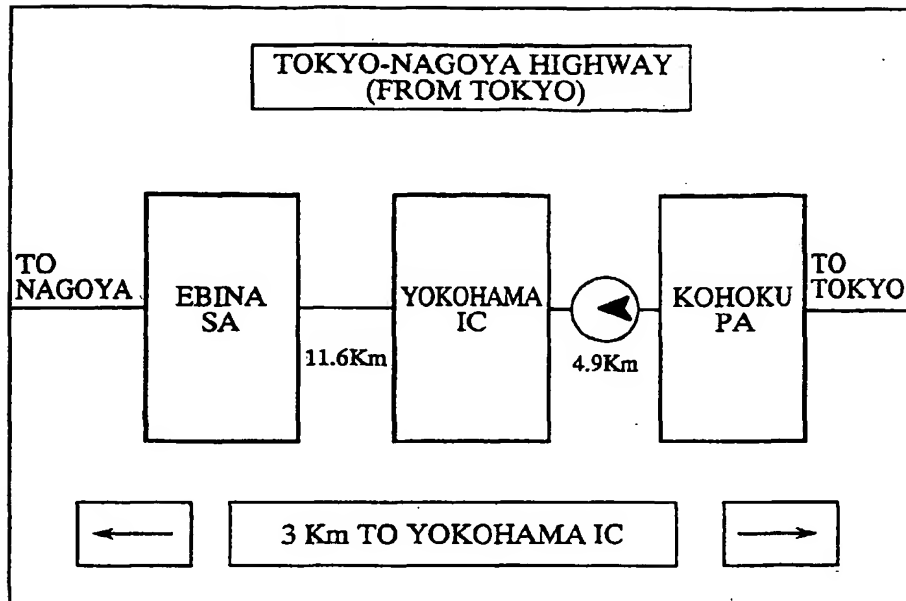 TOKYO-NAGOYA HIGHWAY
(FROM TOKYO)
TO
NAGOYA
EBINA
SA
11.6Km
YOKOHAMA
IC
4.9Km
KOHOKU
PA
TO
TOKYO
3 Km TO YOKOHAMA IC